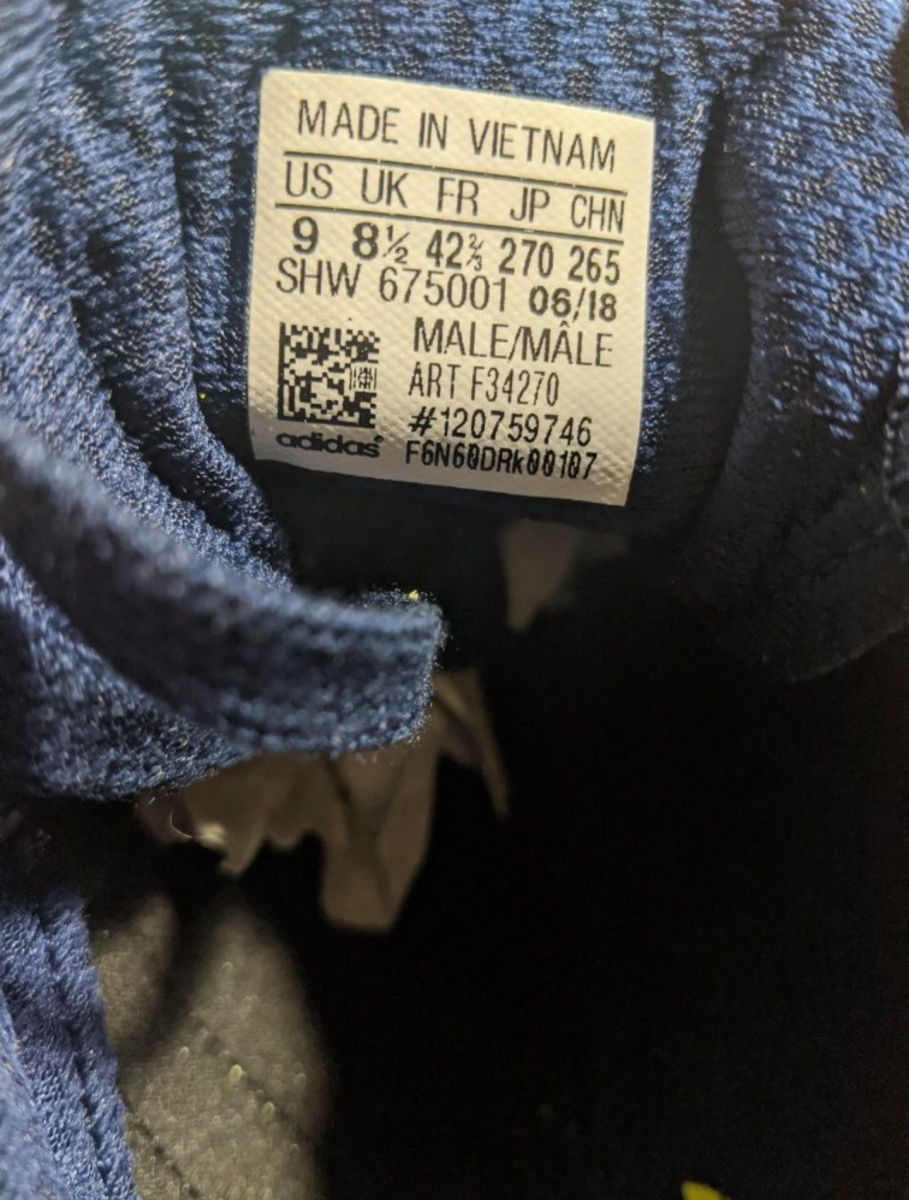 MADE IN VIETNAM
US UK FR JP CHN
9 8½ 42⅔ 270 265
SHW 675001 06/18
MALE/MÂLE
ART F34270
#120759746
F6N60DRk00107
adidas